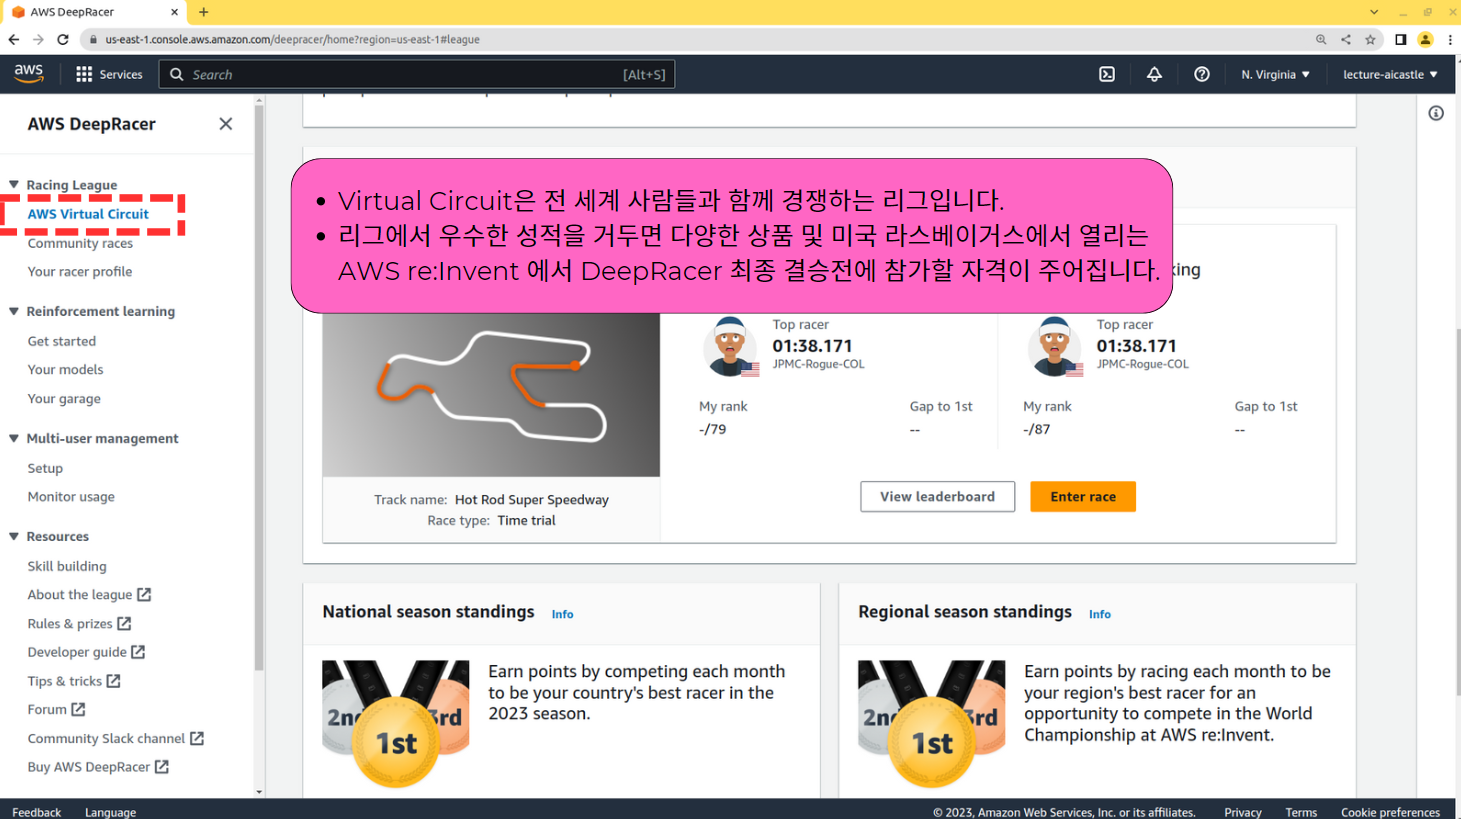 AWS DeepRacer
us-east-1.console.aws.amazon.com/deepracer/home?region=us-east-1#league
aws
Services
Search
[Alt+S]
N. Virginia
lecture-aicastle
AWS DeepRacer
Racing League
AWS Virtual Circuit
Community races
Your racer profile
Reinforcement learning
Get started
Your models
Your garage
Multi-user management
Setup
Monitor usage
Resources
Skill building
About the league
Rules & prizes
Developer guide
Tips & tricks
Forum
Community Slack channel
Buy AWS DeepRacer
• Virtual Circuit은 전 세계 사람들과 함께 경쟁하는 리그입니다.
• 리그에서 우수한 성적을 거두면 다양한 상품 및 미국 라스베이거스에서 열리는
AWS re:Invent 에서 DeepRacer 최종 결승전에 참가할 자격이 주어집니다.
Top racer
01:38.171
JPMC-Rogue-COL
My rank
Gap to 1st
-/79
--
Top racer
01:38.171
JPMC-Rogue-COL
My rank
Gap to 1st
-/87
--
Track name: Hot Rod Super Speedway
Race type: Time trial
View leaderboard
Enter race
National season standings Info
2nd
1st
3rd
Earn points by competing each month
to be your country's best racer in the
2023 season.
Regional season standings Info
2nd
1st
3rd
Earn points by racing each month to be
your region's best racer for an
opportunity to compete in the World
Championship at AWS re:Invent.
Feedback
Language
© 2023, Amazon Web Services, Inc. or its affiliates.
Privacy
Terms
Cookie preferences